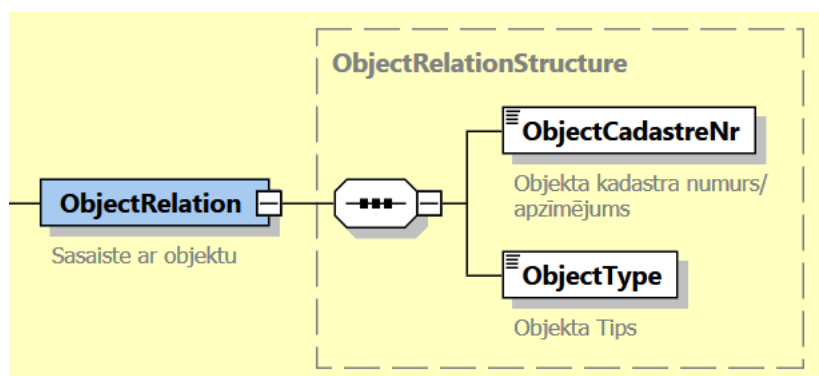 ObjectRelationStructure
ObjectCadastreNr
Objekta kadastra numurs/
apzīmējums
ObjectRelation
Sasaiste ar objektu
ObjectType
Objekta Tips